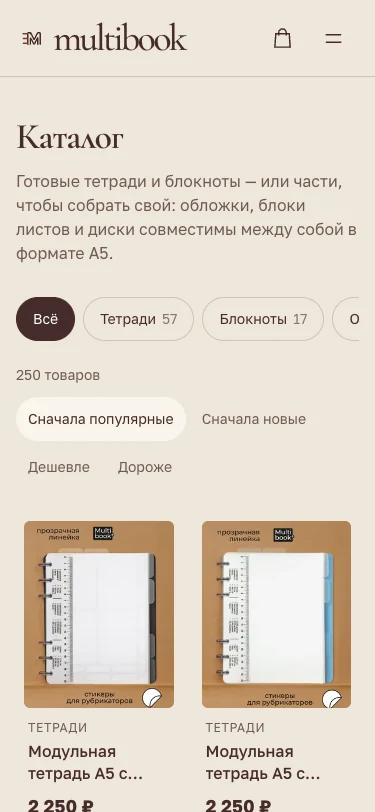 multibook
Каталог
Готовые тетради и блокноты — или части,
чтобы собрать свой: обложки, блоки
листов и диски совместимы между собой в
формате А5.
Всё
Тетради 57
Блокноты 17
О
250 товаров
Сначала популярные
Сначала новые
Дешевле
Дороже
прозрачная
линейка
Multi
book
стикеры
для рубрикаторов
прозрачная
линейка
Multi
book
стикеры
для рубрикаторов
ТЕТРАДИ
Модульная
тетрадь А5 с...
2 250 ₽
ТЕТРАДИ
Модульная
тетрадь А5 с...
2 250 ₽